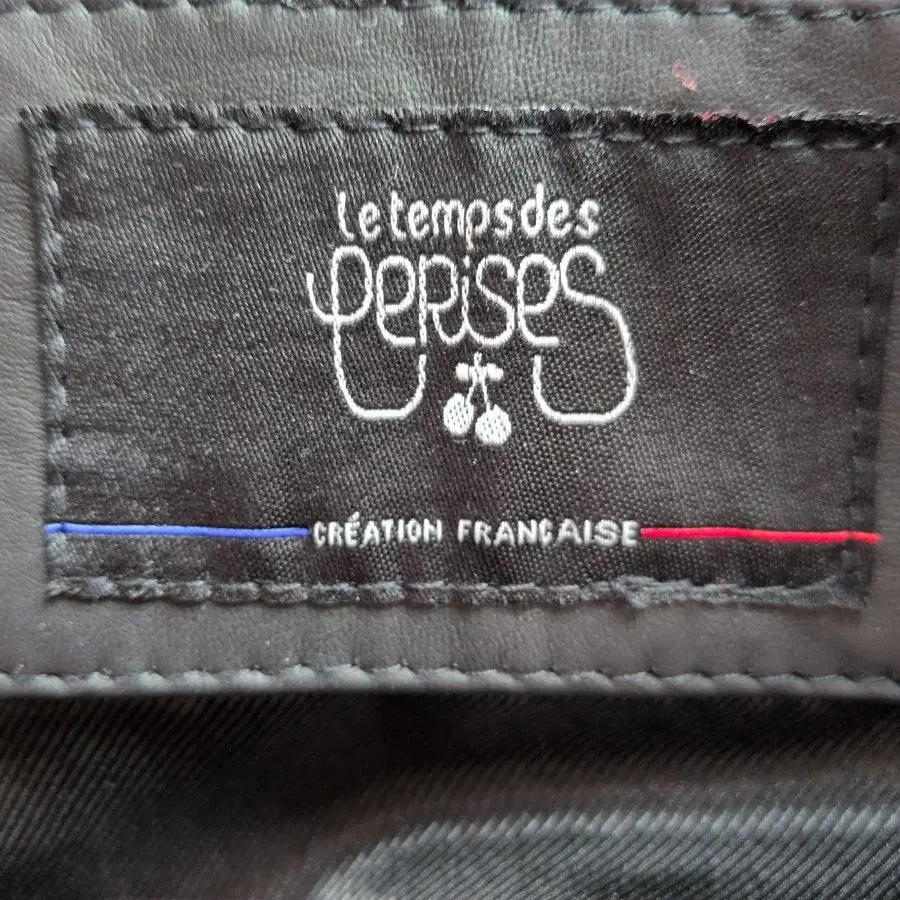 le temps des
CeRiSeS
CRÉATION FRANÇAISE